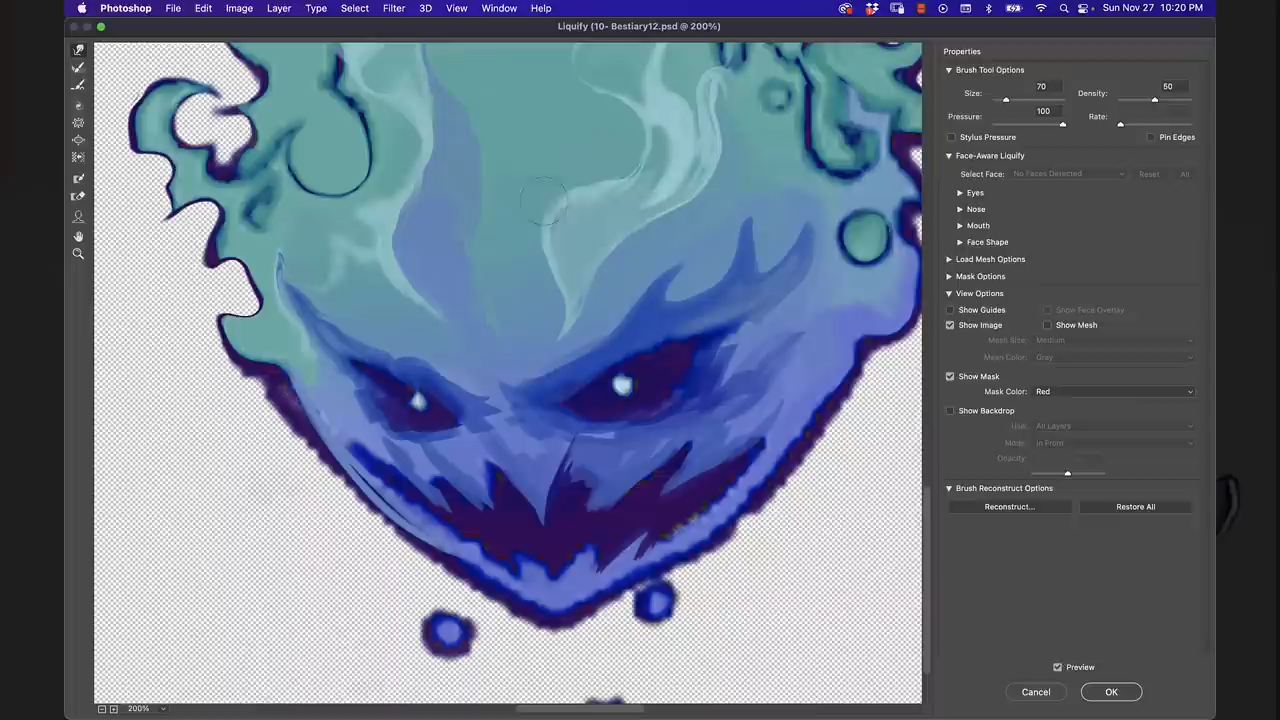 Photoshop File Edit Image Layer Type Select Filter 3D View Window Help Sun Nov 27 10:20 PM
Liquify (10- Bestiary12.psd @ 200%)
Properties
Brush Tool Options
Size: 70 Density: 50
Pressure: 100 Rate:
Stylus Pressure Pin Edges
Face-Aware Liquify
Select Face: No Faces Detected Reset All
Eyes
Nose
Mouth
Face Shape
Load Mesh Options
Mask Options
View Options
Show Guides Show Face Overlay
Show Image Show Mesh
Mesh Size: Medium
Mesh Color: Gray
Show Mask
Mask Color: Red
Show Backdrop
Use: All Layers
Mode: In Front
Opacity:
Brush Reconstruct Options
Reconstruct... Restore All
Preview
Cancel OK
200%